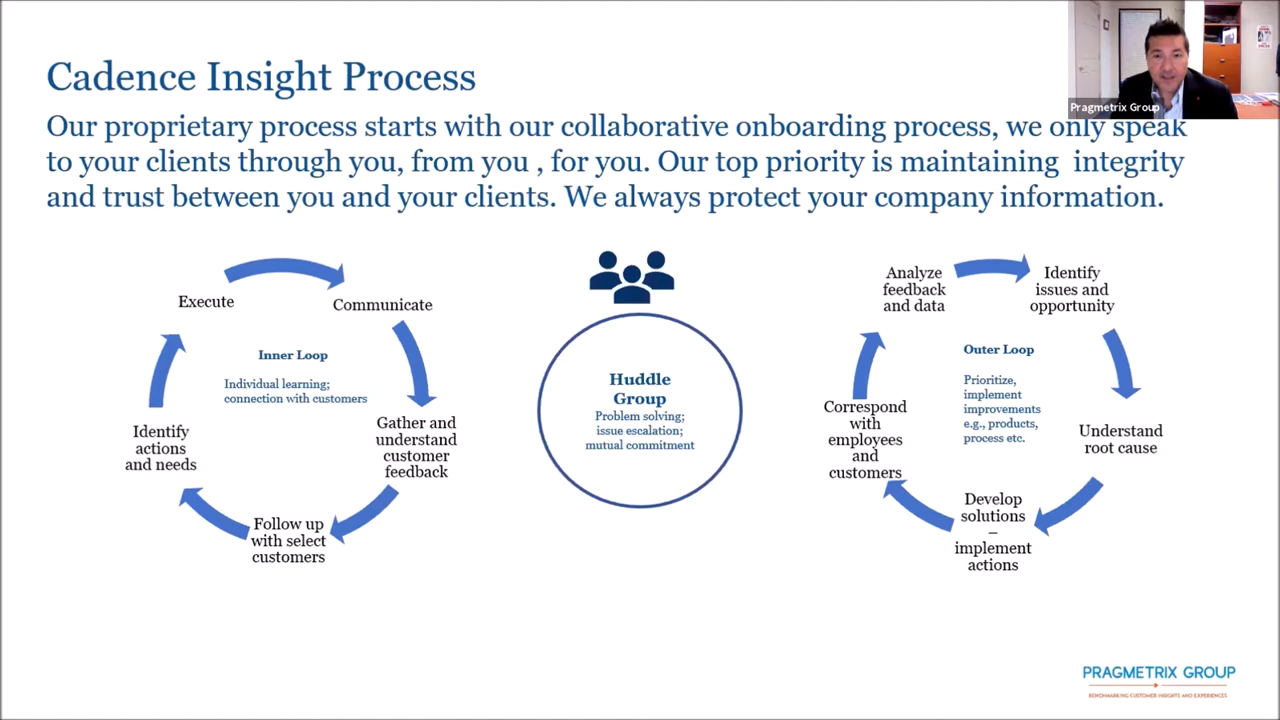 Cadence Insight Process
Pragmetrix Group
Our proprietary process starts with our collaborative onboarding process, we only speak
to your clients through you, from you , for you. Our top priority is maintaining  integrity
and trust between you and your clients. We always protect your company information.
Execute
Communicate
Inner Loop
Individual learning;
connection with customers
Gather and
understand
customer
feedback
Follow up
with select
customers
Identify
actions
and needs
Huddle
Group
Problem solving;
issue escalation;
mutual commitment
Analyze
feedback
and data
Identify
issues and
opportunity
Outer Loop
Prioritize,
implement
improvements
e.g., products,
process etc.
Understand
root cause
Develop
solutions
–
implement
actions
Correspond
with
employees
and
customers
PRAGMETRIX GROUP
BENCHMARKING CUSTOMER INSIGHTS AND EXPERIENCES